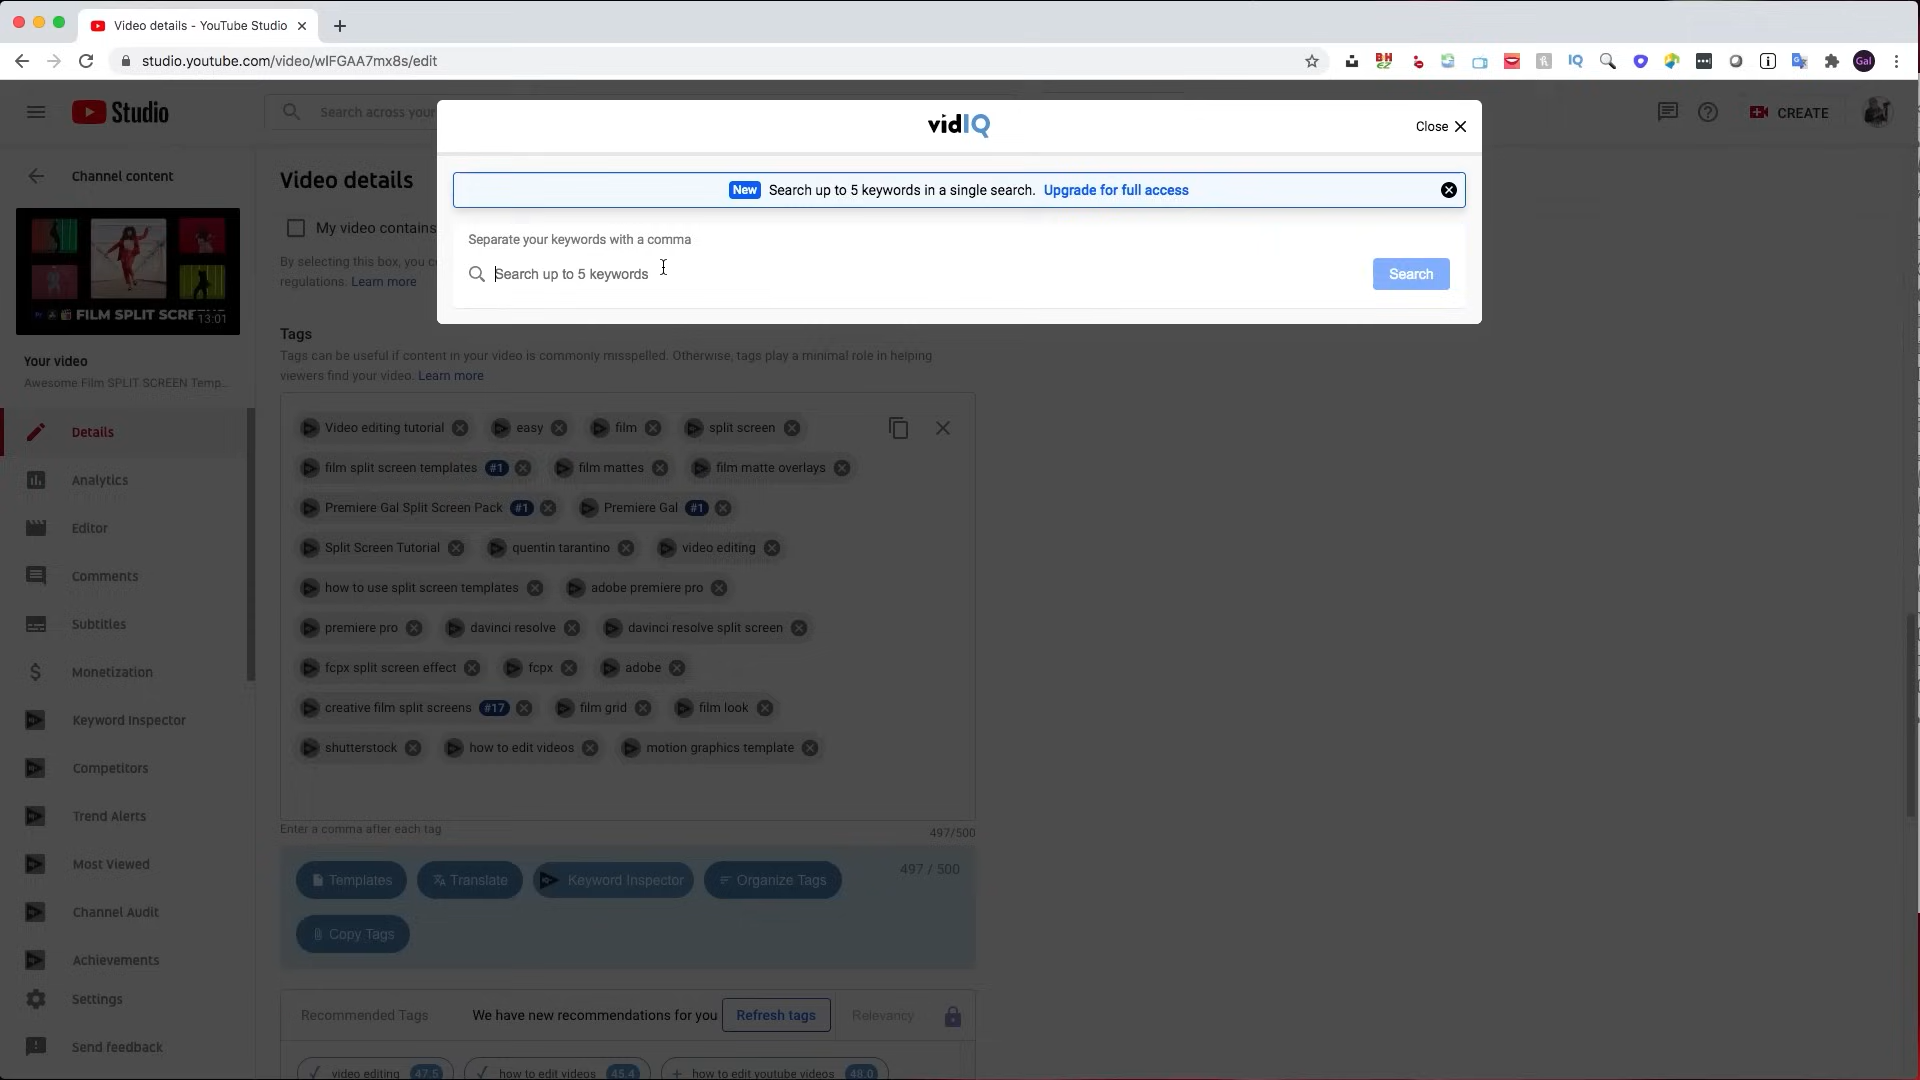 Video details - YouTube Studio
studio.youtube.com/video/wIFGAA7mx8s/edit
BH
EZ
IQ
Gal
Studio
Search across your
CREATE
vidIQ
Close
New Search up to 5 keywords in a single search. Upgrade for full access
Separate your keywords with a comma
Search up to 5 keywords
Search
Channel content
FILM SPLIT SCREENS
13:01
Your video
Awesome Film SPLIT SCREEN Temp...
Details
Analytics
Editor
Comments
Subtitles
Monetization
Keyword Inspector
Competitors
Trend Alerts
Most Viewed
Channel Audit
Achievements
Settings
Send feedback
Video details
My video contains
By selecting this box, you c
regulations. Learn more
Tags
Tags can be useful if content in your video is commonly misspelled. Otherwise, tags play a minimal role in helping
viewers find your video. Learn more
Video editing tutorial easy film split screen
film split screen templates #1 film mattes film matte overlays
Premiere Gal Split Screen Pack #1 Premiere Gal #1
Split Screen Tutorial quentin tarantino video editing
how to use split screen templates adobe premiere pro
premiere pro davinci resolve davinci resolve split screen
fcpx split screen effect fcpx adobe
creative film split screens #17 film grid film look
shutterstock how to edit videos motion graphics template
Enter a comma after each tag
497/500
Templates Translate Keyword Inspector Organize Tags
497 / 500
Copy Tags
Recommended Tags We have new recommendations for you Refresh tags Relevancy
video editing 47.5 how to edit videos 45.4 + how to edit youtube videos 48.0